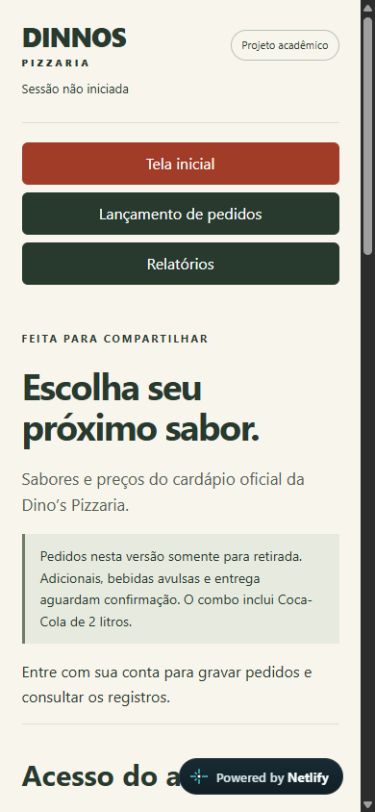 DINNOS
PIZZARIA
Projeto acadêmico
Sessão não iniciada
Tela inicial
Lançamento de pedidos
Relatórios
FEITA PARA COMPARTILHAR
Escolha seu
próximo sabor.
Sabores e preços do cardápio oficial da
Dino's Pizzaria.
Pedidos nesta versão somente para retirada.
Adicionais, bebidas avulsas e entrega
aguardam confirmação. O combo inclui Coca-
Cola de 2 litros.
Entre com sua conta para gravar pedidos e
consultar os registros.
Acesso do a
Powered by Netlify